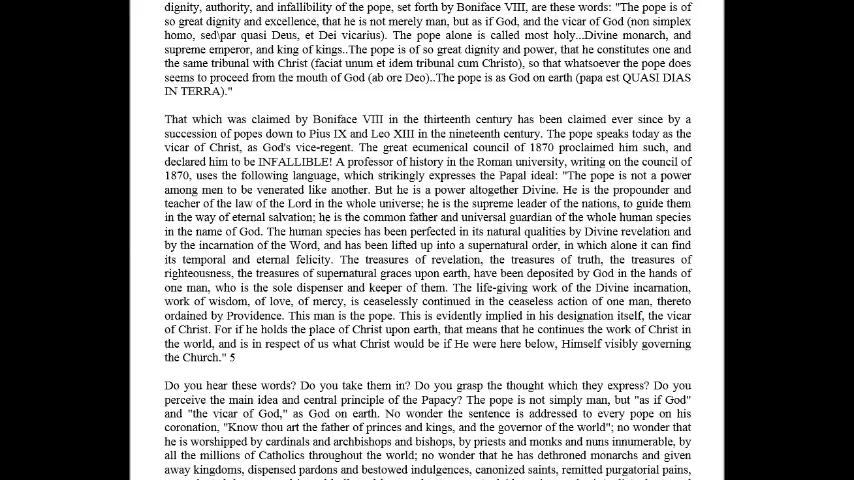 dignity, authority, and infallibility of the pope, set forth by Boniface VIII, are these words: "The pope is of
so great dignity and excellence, that he is not merely man, but as if God, and the vicar of God (non simplex
homo, sed\par quasi Deus, et Dei vicarius). The pope alone is called most holy...Divine monarch, and
supreme emperor, and king of kings..The pope is of so great dignity and power, that he constitutes one and
the same tribunal with Christ (faciat unum et idem tribunal cum Christo), so that whatsoever the pope does
seems to proceed from the mouth of God (ab ore Deo)..The pope is as God on earth (papa est QUASI DIAS
IN TERRA)."
That which was claimed by Boniface VIII in the thirteenth century has been claimed ever since by a
succession of popes down to Pius IX and Leo XIII in the nineteenth century. The pope speaks today as the
vicar of Christ, as God's vice-regent. The great ecumenical council of 1870 proclaimed him such, and
declared him to be INFALLIBLE! A professor of history in the Roman university, writing on the council of
1870, uses the following language, which strikingly expresses the Papal ideal: "The pope is not a power
among men to be venerated like another. But he is a power altogether Divine. He is the propounder and
teacher of the law of the Lord in the whole universe; he is the supreme leader of the nations, to guide them
in the way of eternal salvation; he is the common father and universal guardian of the whole human species
in the name of God. The human species has been perfected in its natural qualities by Divine revelation and
by the incarnation of the Word, and has been lifted up into a supernatural order, in which alone it can find
its temporal and eternal felicity. The treasures of revelation, the treasures of truth, the treasures of
righteousness, the treasures of supernatural graces upon earth, have been deposited by God in the hands of
one man, who is the sole dispenser and keeper of them. The life-giving work of the Divine incarnation,
work of wisdom, of love, of mercy, is ceaselessly continued in the ceaseless action of one man, thereto
ordained by Providence. This man is the pope. This is evidently implied in his designation itself, the vicar
of Christ. For if he holds the place of Christ upon earth, that means that he continues the work of Christ in
the world, and is in respect of us what Christ would be if He were here below, Himself visibly governing
the Church." 5
Do you hear these words? Do you take them in? Do you grasp the thought which they express? Do you
perceive the main idea and central principle of the Papacy? The pope is not simply man, but "as if God"
and "the vicar of God," as God on earth. No wonder the sentence is addressed to every pope on his
coronation, "Know thou art the father of princes and kings, and the governor of the world"; no wonder that
he is worshipped by cardinals and archbishops and bishops, by priests and monks and nuns innumerable, by
all the millions of Catholics throughout the world; no wonder that he has dethroned monarchs and given
away kingdoms, dispensed pardons and bestowed indulgences, canonized saints, remitted purgatorial pains,